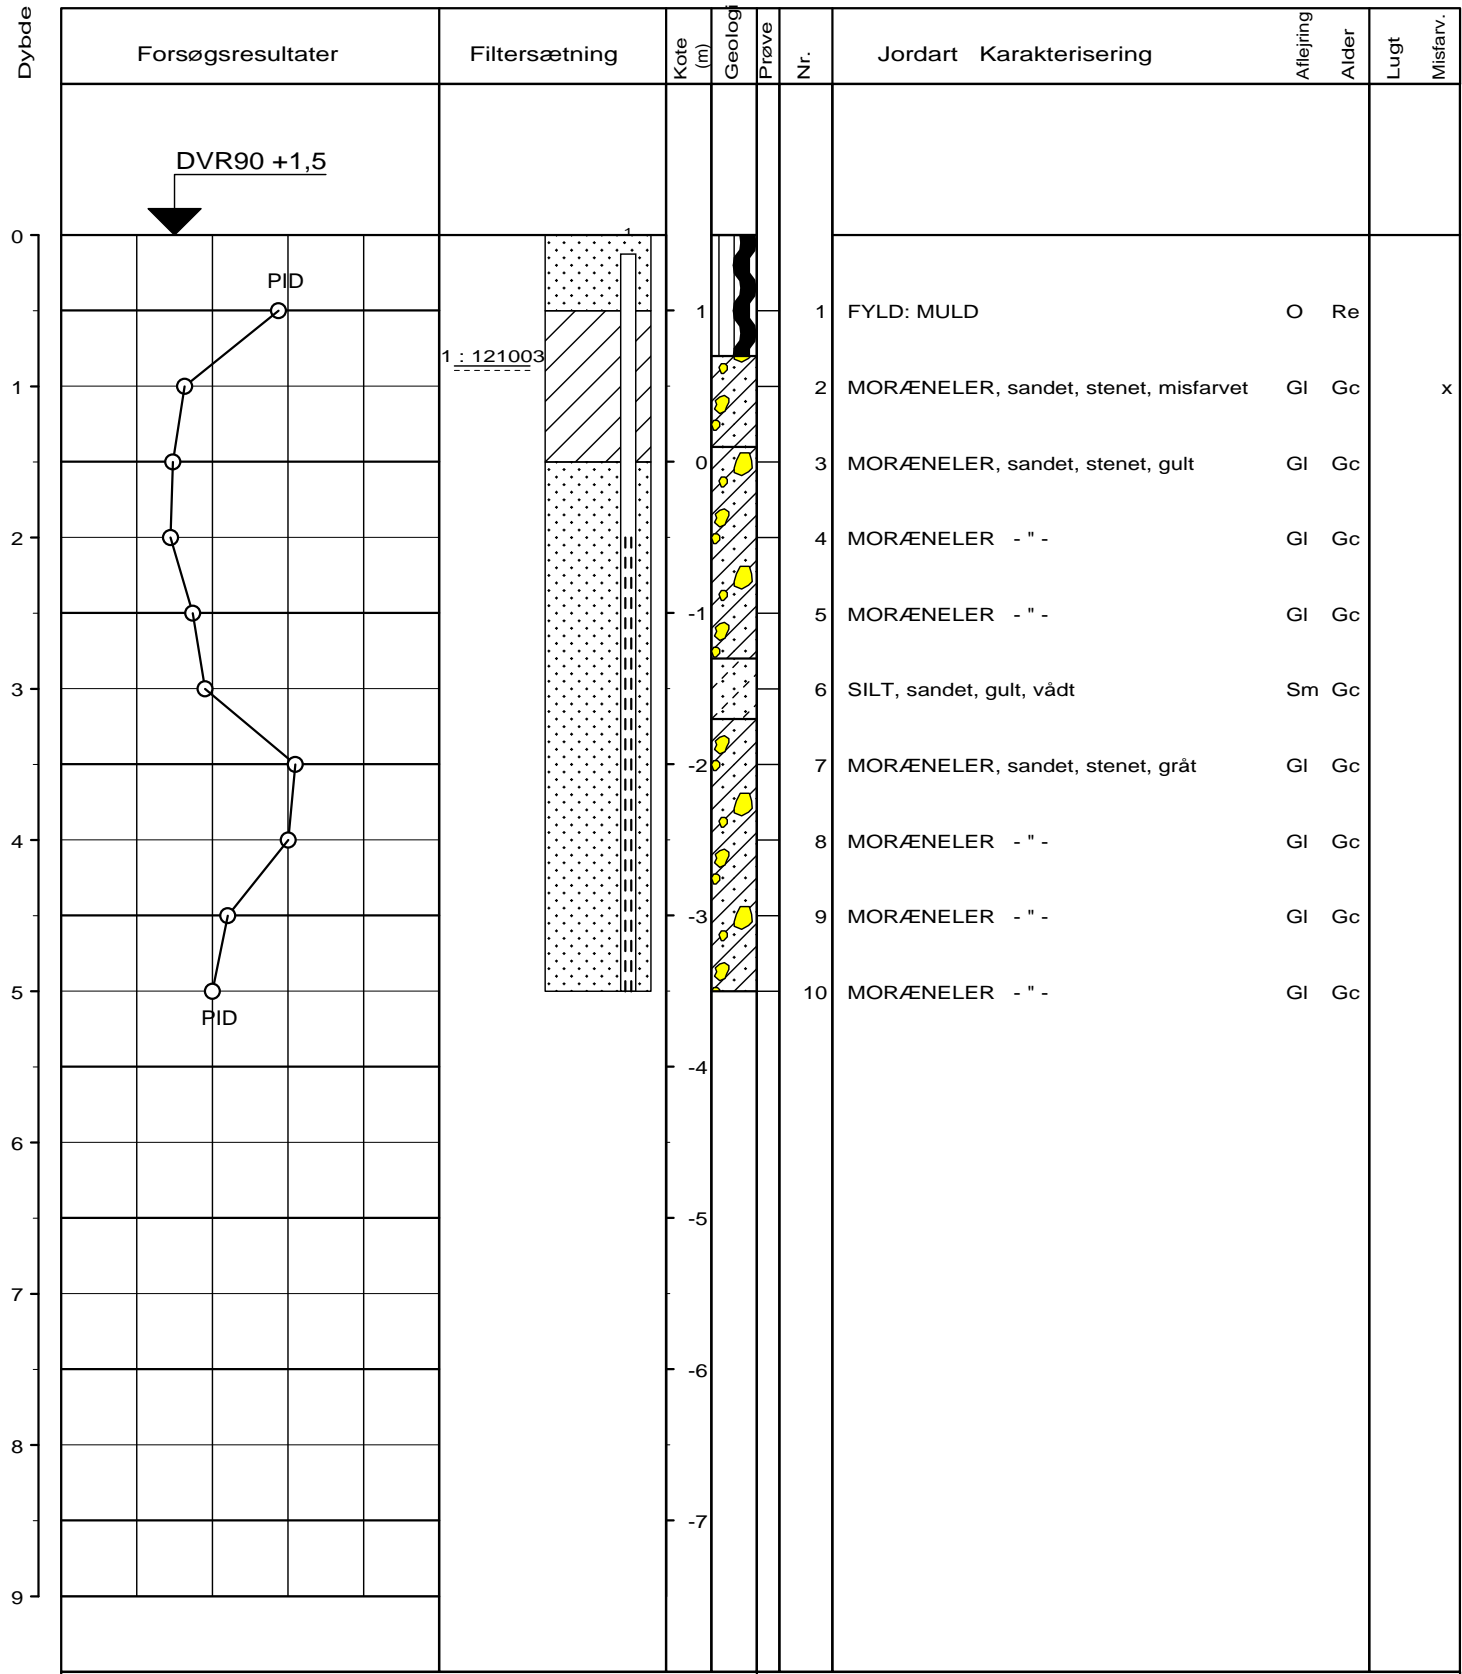 Dybde Forsøgsresultater Filtersætning Kote (m) Geologi Prøve Nr. Jordart Karakterisering Aflejring Alder Lugt Misfarv.
DVR90 +1,5
0 1
PID
1 1 FYLD: MULD O Re
1 : 121003
1 2 MORÆNELER, sandet, stenet, misfarvet Gl Gc x
0 3 MORÆNELER, sandet, stenet, gult Gl Gc
2 4 MORÆNELER - " - Gl Gc
-1 5 MORÆNELER - " - Gl Gc
3 6 SILT, sandet, gult, vådt Sm Gc
-2 7 MORÆNELER, sandet, stenet, gråt Gl Gc
4 8 MORÆNELER - " - Gl Gc
-3 9 MORÆNELER - " - Gl Gc
5 10 MORÆNELER - " - Gl Gc
PID
-4
6
-5
7
-6
8
-7
9